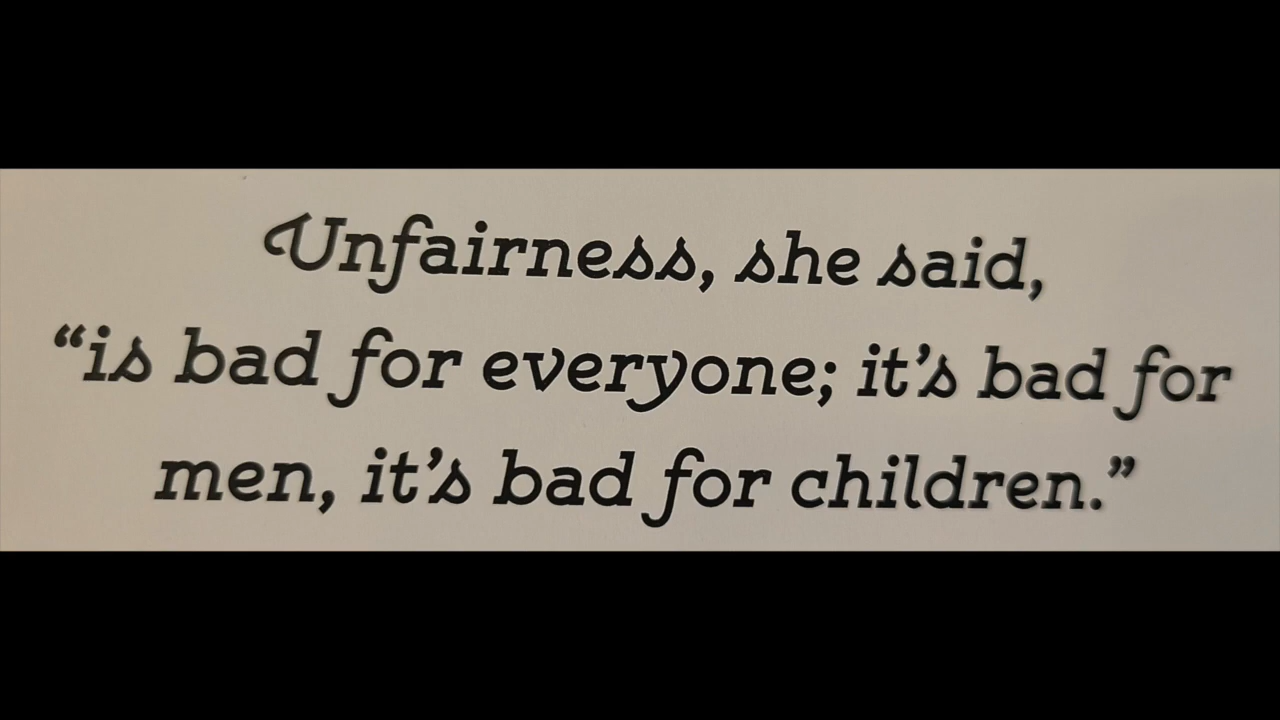 Unfairness, she said,
“is bad for everyone; it’s bad for
men, it’s bad for children.”